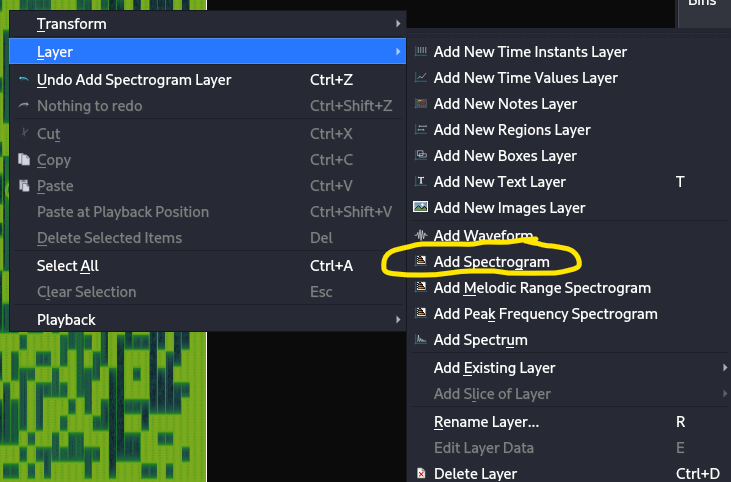 Bins
Transform
Layer
Undo Add Spectrogram Layer Ctrl+Z
Nothing to redo Ctrl+Shift+Z
Cut Ctrl+X
Copy Ctrl+C
Paste Ctrl+V
Paste at Playback Position Ctrl+Shift+V
Delete Selected Items Del
Select All Ctrl+A
Clear Selection Esc
Playback
Add New Time Instants Layer
Add New Time Values Layer
Add New Notes Layer
Add New Regions Layer
Add New Boxes Layer
Add New Text Layer T
Add New Images Layer
Add Waveform
Add Spectrogram
Add Melodic Range Spectrogram
Add Peak Frequency Spectrogram
Add Spectrum
Add Existing Layer
Add Slice of Layer
Rename Layer... R
Edit Layer Data E
Delete Layer Ctrl+D